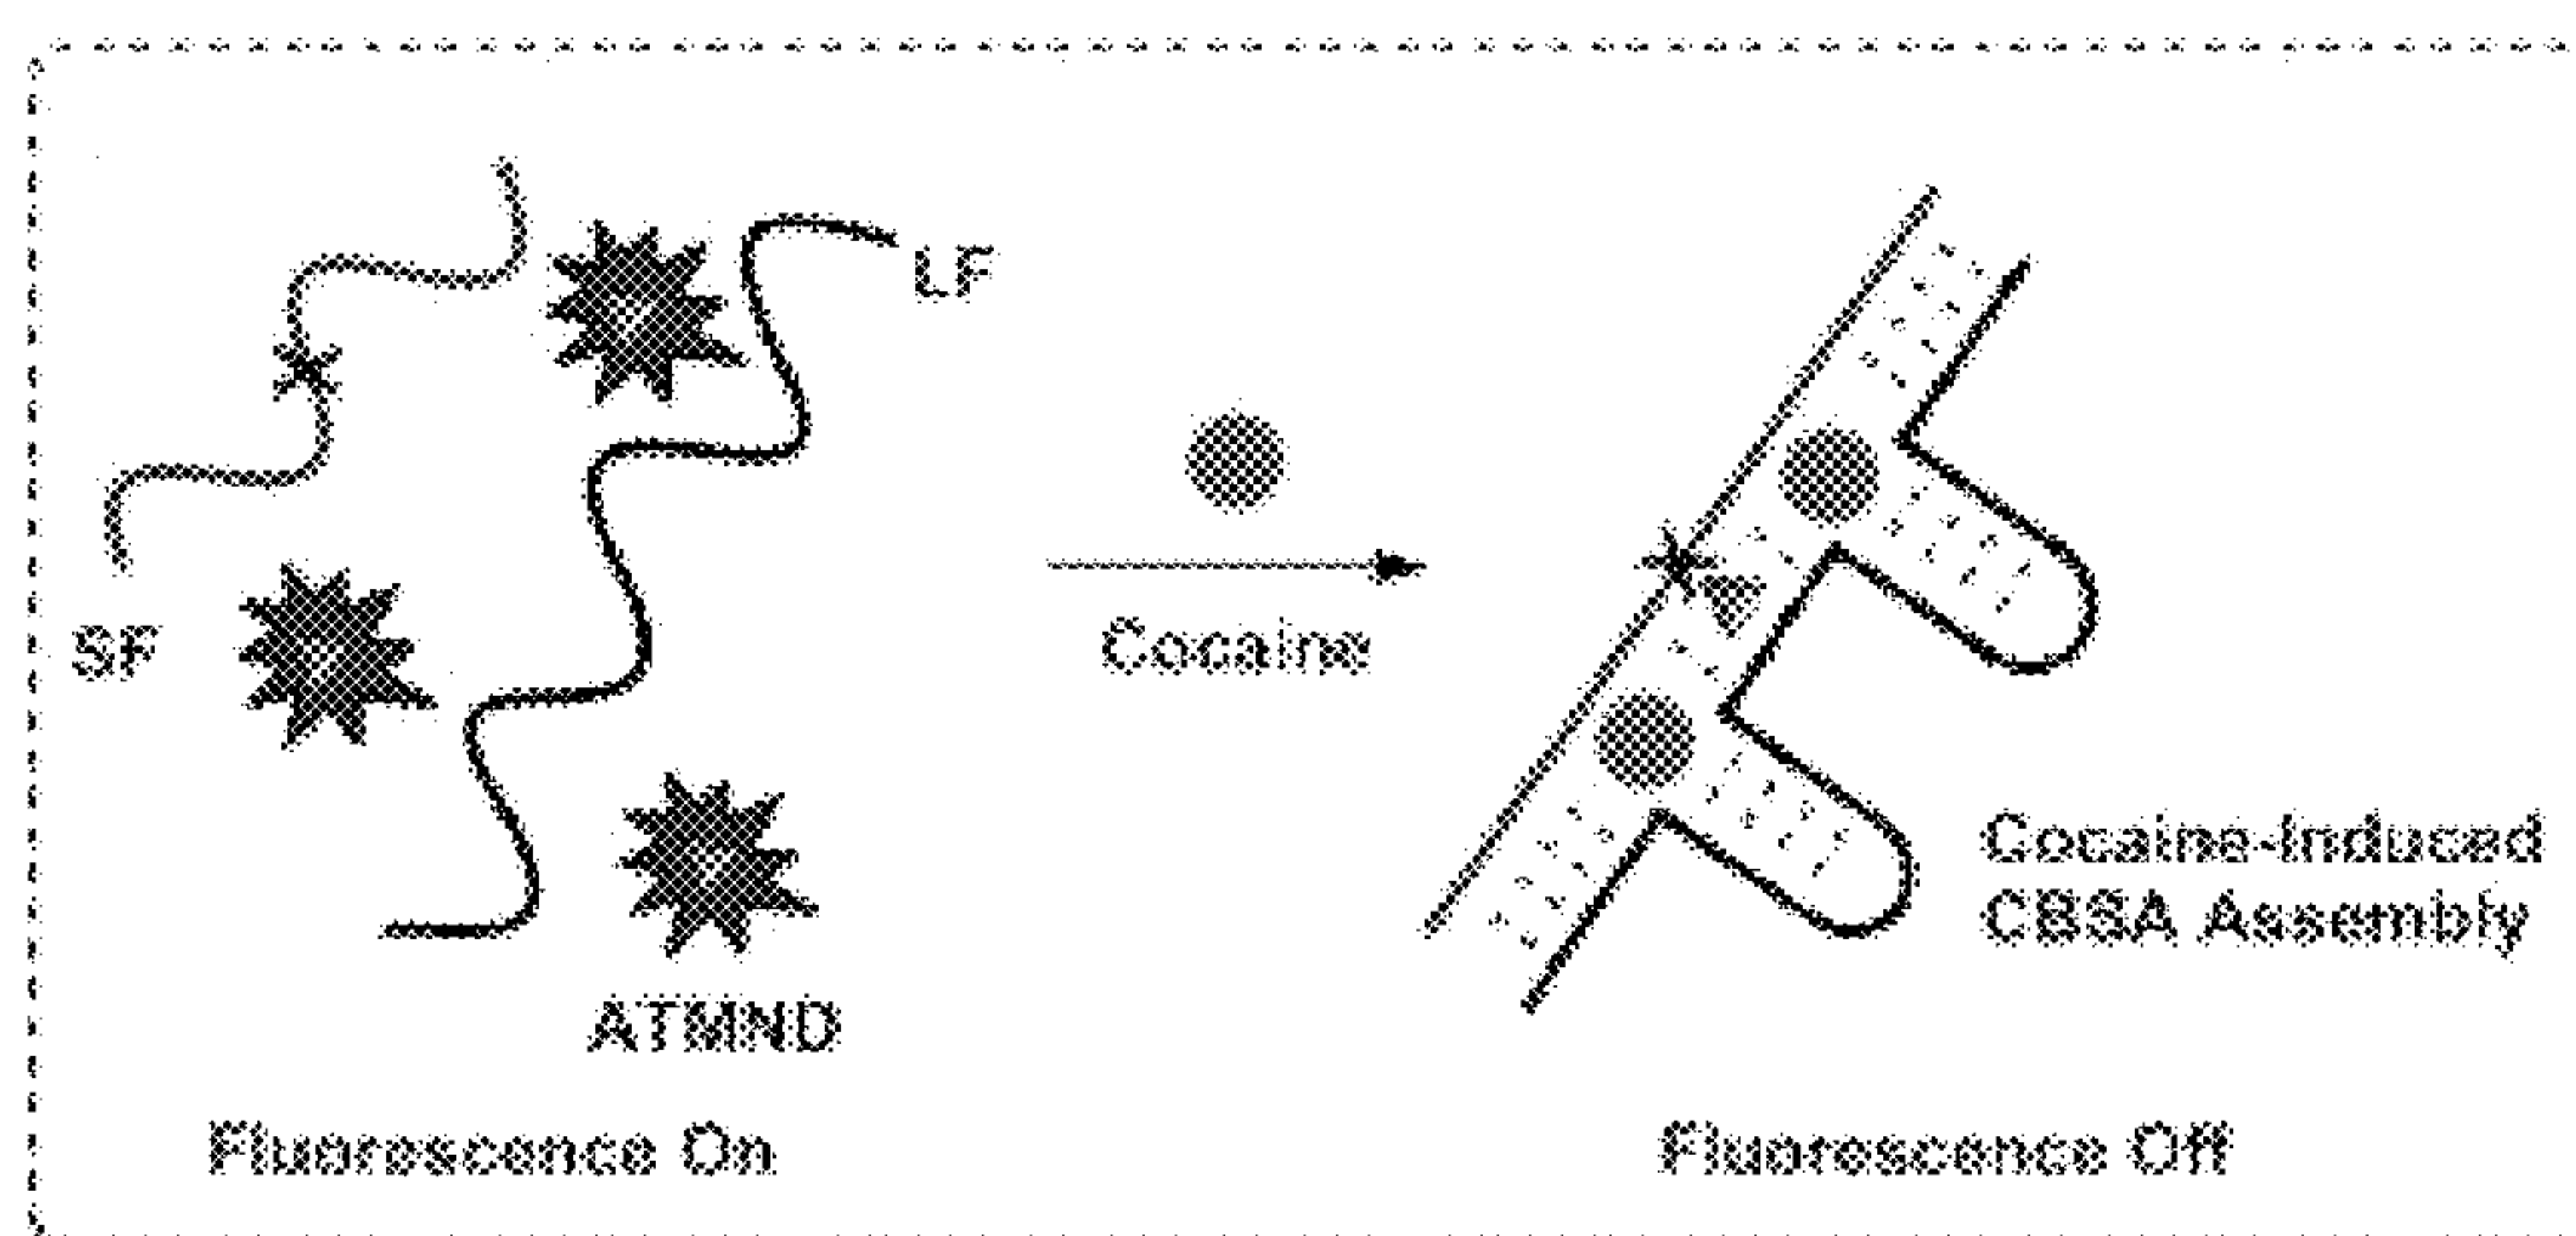 LF
SF
Cocaine
ATMND
Cocaine-Induced
CBSA Assembly
Fluorescence On
Fluorescence Off